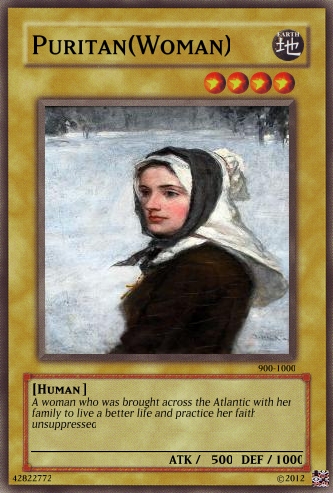 PURITAN(WOMAN)
EARTH
地
900-1000
[HUMAN]
A woman who was brought across the Atlantic with her
family to live a better life and practice her faith
unsuppressed
ATK / 500 DEF / 1000
42822772
©2012